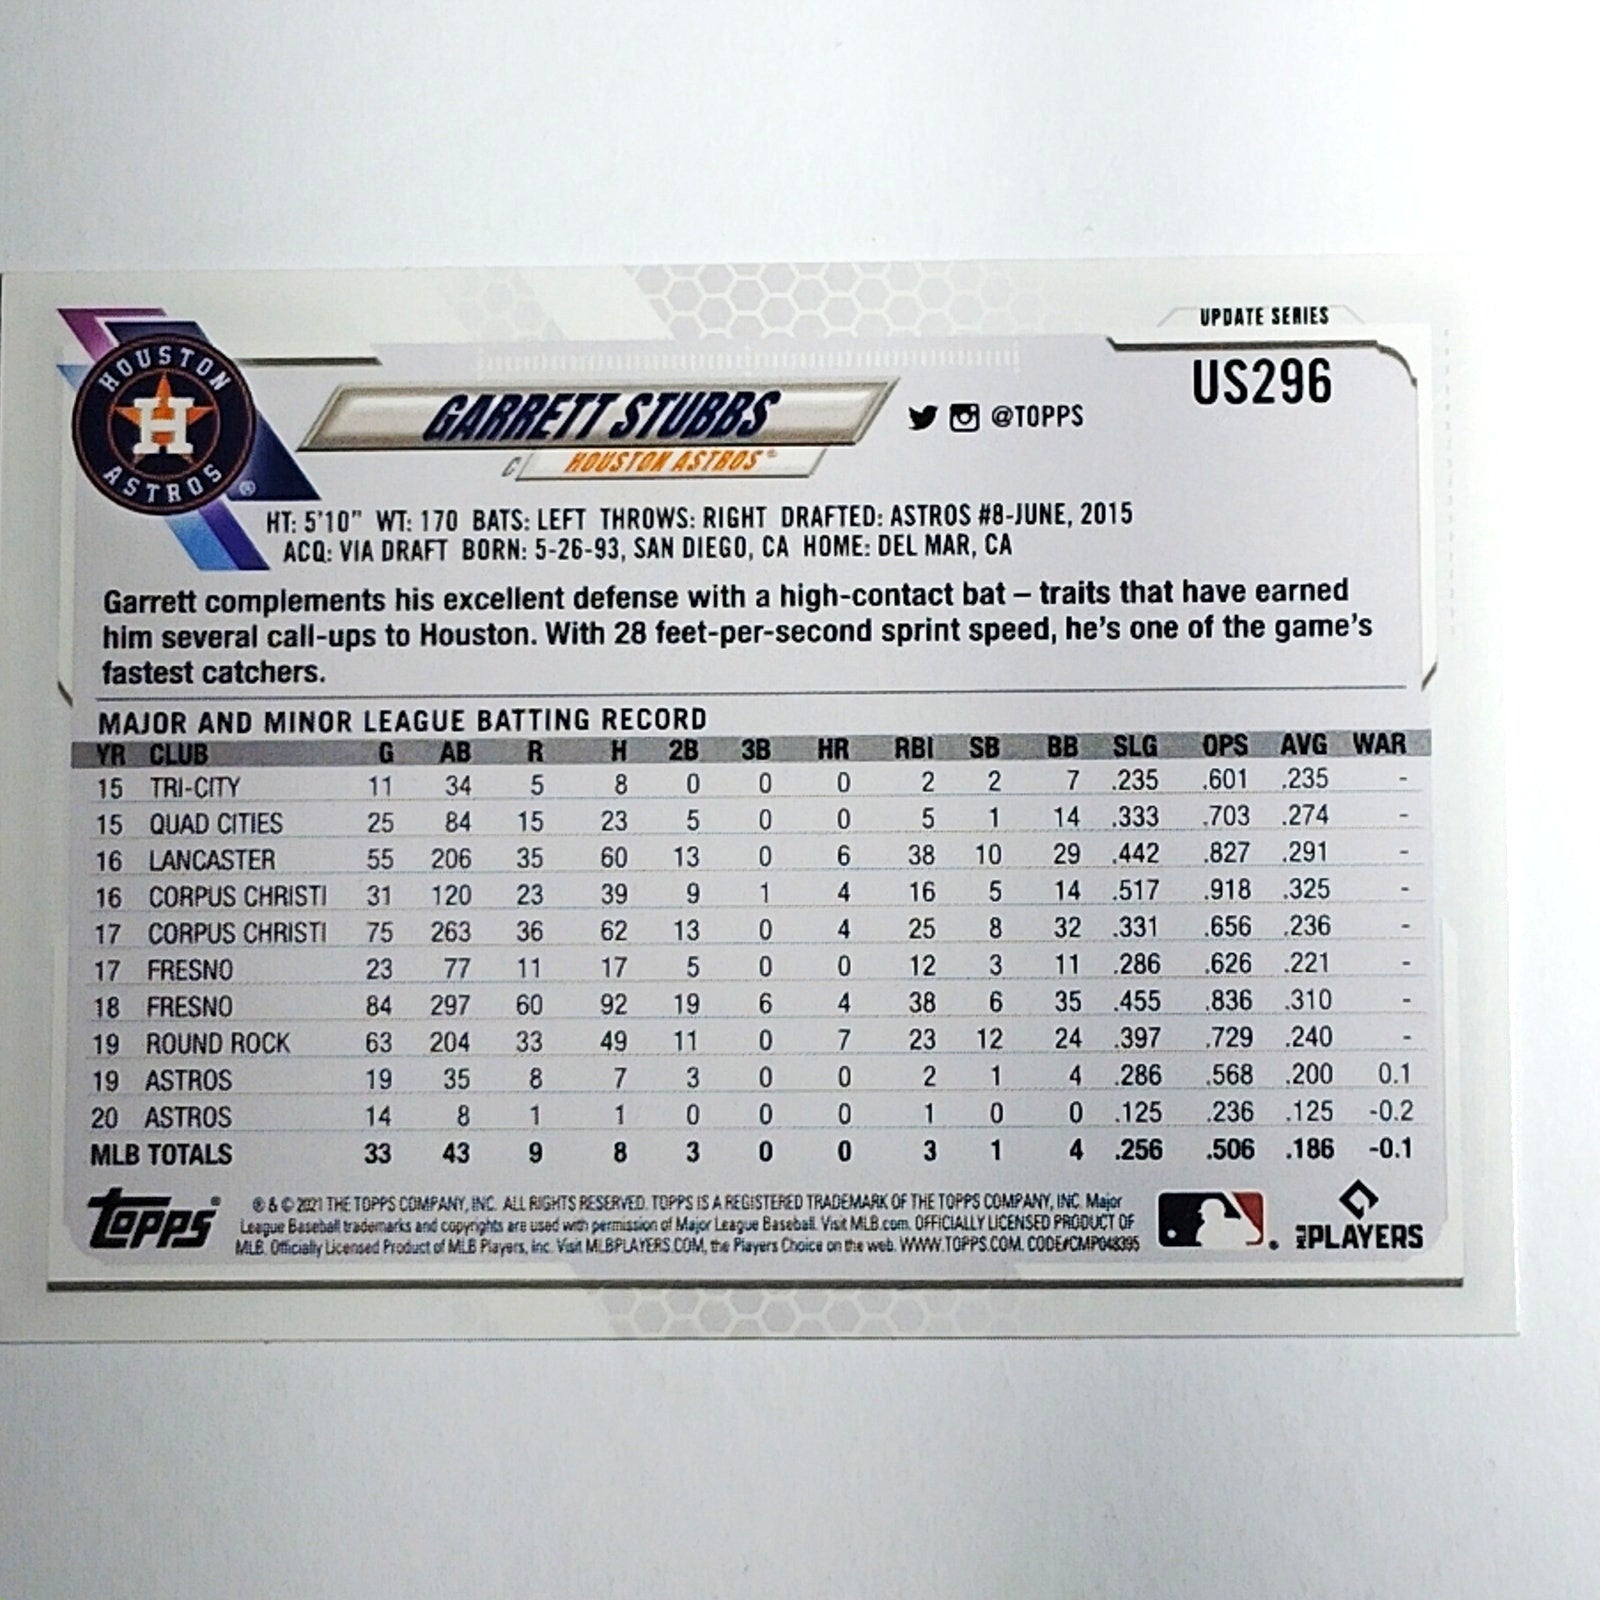 UPDATE SERIES
US296
HOUSTON ASTROS ®
GARRETT STUBBS
@TOPPS
C HOUSTON ASTROS®
HT: 5'10" WT: 170 BATS: LEFT THROWS: RIGHT DRAFTED: ASTROS #8-JUNE, 2015
ACQ: VIA DRAFT BORN: 5-26-93, SAN DIEGO, CA HOME: DEL MAR, CA
Garrett complements his excellent defense with a high-contact bat – traits that have earned
him several call-ups to Houston. With 28 feet-per-second sprint speed, he's one of the game's
fastest catchers.
MAJOR AND MINOR LEAGUE BATTING RECORD
YR CLUB G AB R H 2B 3B HR RBI SB BB SLG OPS AVG WAR
15 TRI-CITY 11 34 5 8 0 0 0 2 2 7 .235 .601 .235 -
15 QUAD CITIES 25 84 15 23 5 0 0 5 1 14 .333 .703 .274 -
16 LANCASTER 55 206 35 60 13 0 6 38 10 29 .442 .827 .291 -
16 CORPUS CHRISTI 31 120 23 39 9 1 4 16 5 14 .517 .918 .325 -
17 CORPUS CHRISTI 75 263 36 62 13 0 4 25 8 32 .331 .656 .236 -
17 FRESNO 23 77 11 17 5 0 0 12 3 11 .286 .626 .221 -
18 FRESNO 84 297 60 92 19 6 4 38 6 35 .455 .836 .310 -
19 ROUND ROCK 63 204 33 49 11 0 7 23 12 24 .397 .729 .240 -
19 ASTROS 19 35 8 7 3 0 0 2 1 4 .286 .568 .200 0.1
20 ASTROS 14 8 1 1 0 0 0 1 0 0 .125 .236 .125 -0.2
MLB TOTALS 33 43 9 8 3 0 0 3 1 4 .256 .506 .186 -0.1
Topps®
® & © 2021 THE TOPPS COMPANY, INC. ALL RIGHTS RESERVED. TOPPS IS A REGISTERED TRADEMARK OF THE TOPPS COMPANY, INC. Major
League Baseball trademarks and copyrights are used with permission of Major League Baseball. Visit MLB.com. OFFICIALLY LICENSED PRODUCT OF
MLB. Officially Licensed Product of MLB Players, Inc. Visit MLBPLAYERS.COM, the Players Choice on the web. WWW.TOPPS.COM. CODE#CMP048395
MLB PLAYERS